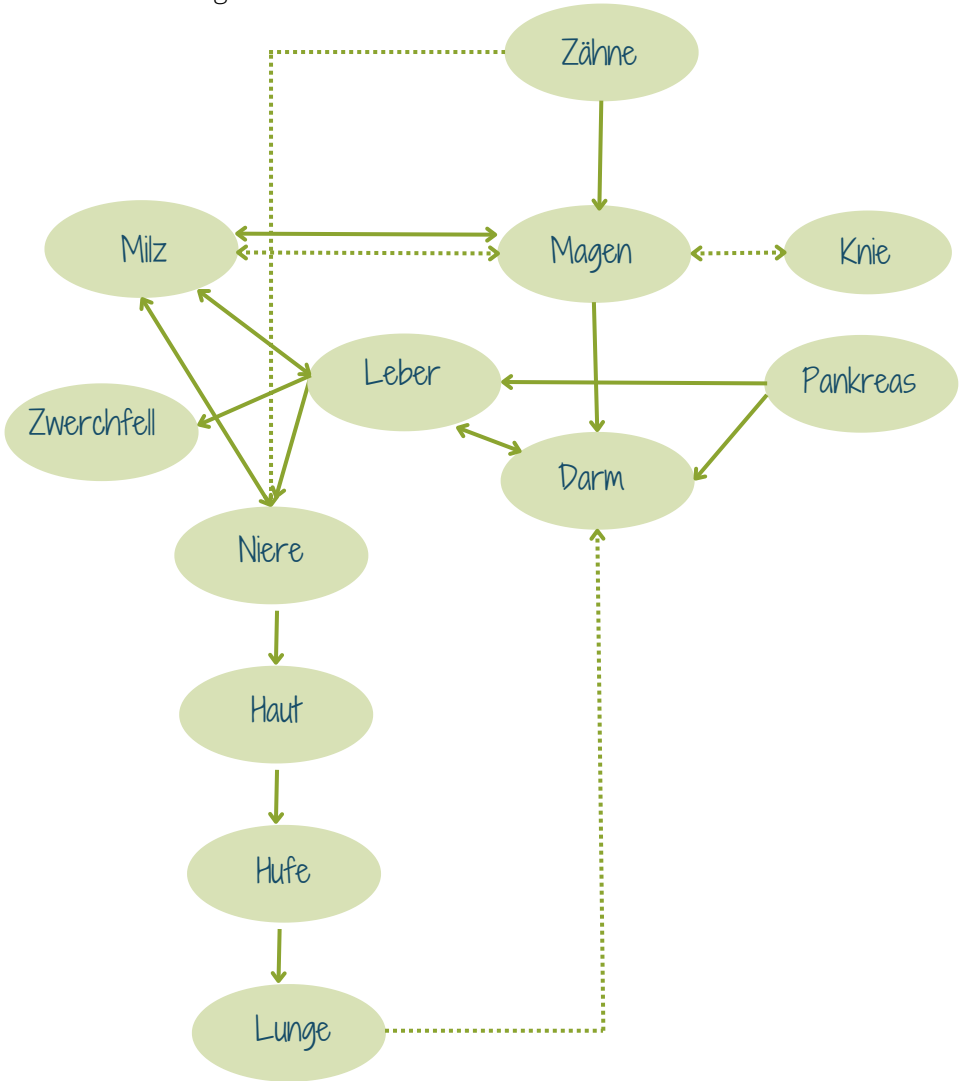 Zähne
Milz
Magen
Knie
Leber
Pankreas
Zwerchfell
Darm
Niere
Haut
Hufe
Lunge